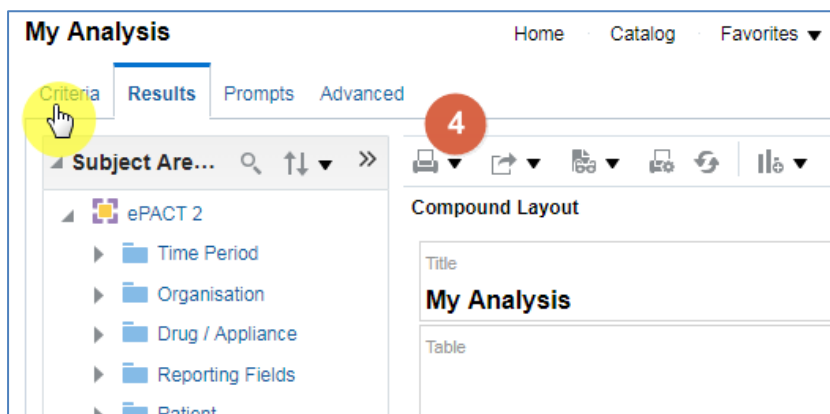 My Analysis
Home Catalog Favorites
Criteria Results Prompts Advanced
4
Subject Are...
Compound Layout
ePACT 2
Time Period
Title
Organisation
My Analysis
Drug / Appliance
Table
Reporting Fields
Patient